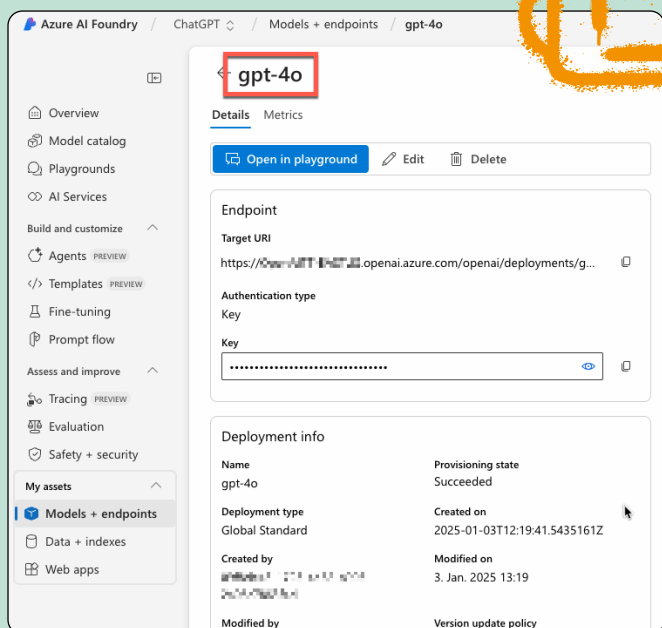 Azure AI Foundry / ChatGPT / Models + endpoints / gpt-4o
gpt-4o
Details Metrics
Open in playground Edit Delete
Overview
Model catalog
Playgrounds
AI Services
Build and customize
Agents PREVIEW
Templates PREVIEW
Fine-tuning
Prompt flow
Assess and improve
Tracing PREVIEW
Evaluation
Safety + security
My assets
Models + endpoints
Data + indexes
Web apps
Endpoint
Target URI
https:// .openai.azure.com/openai/deployments/g...
Authentication type
Key
Key
••••••••••••••••••••••••••••••••
Deployment info
Name
gpt-4o
Provisioning state
Succeeded
Deployment type
Global Standard
Created on
2025-01-03T12:19:41.5435161Z
Created by
Modified on
3. Jan. 2025 13:19
Modified by
Version update policy